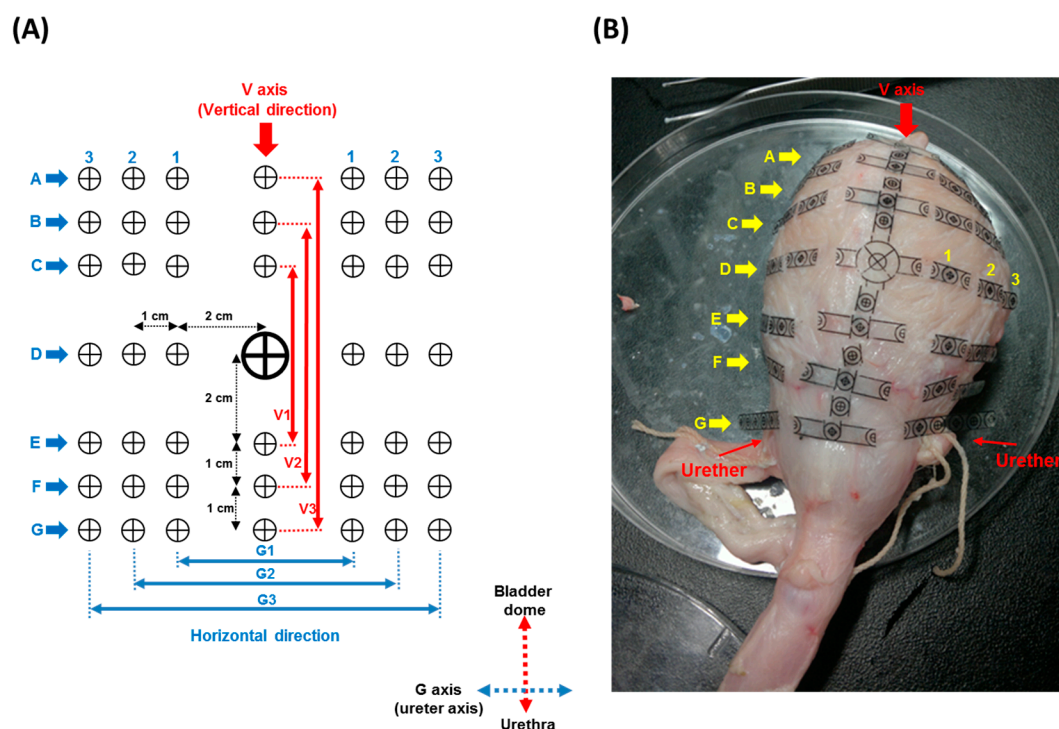 (A)
V axis
(Vertical direction)
3 2 1 1 2 3
A
B
C
1 cm 2 cm
D
2 cm
V1
E
V2
1 cm
F
1 cm
V3
G
G1
G2
G3
Horizontal direction
Bladder
dome
G axis
(ureter axis)
Urethra
(B)
V axis
A
B
C
D
1
2
3
E
F
G
Urether
Urether